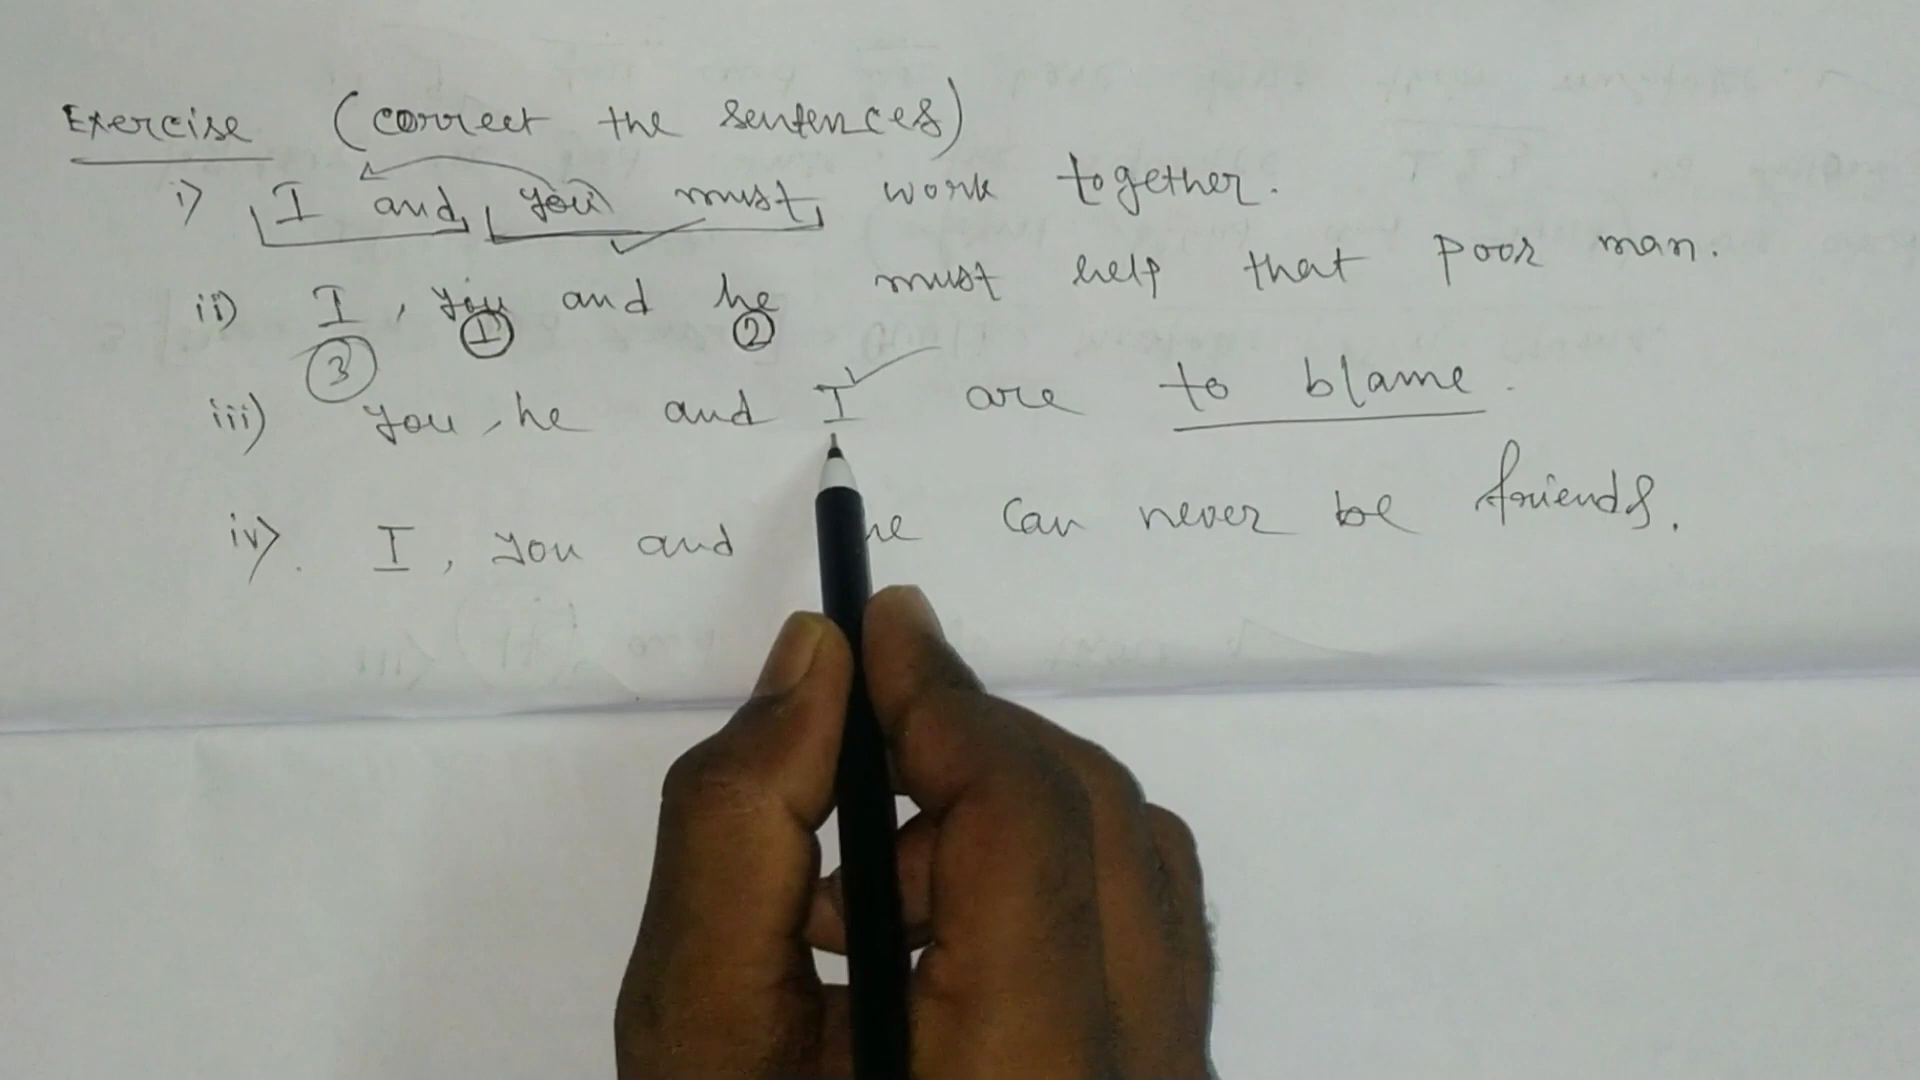 Exercise (correct the sentences)
i) I and you must work together.
ii) I, you and he must help that poor man.
① ②
③
iii) you, he and I are to blame.
iv). I, you and he can never be friends.